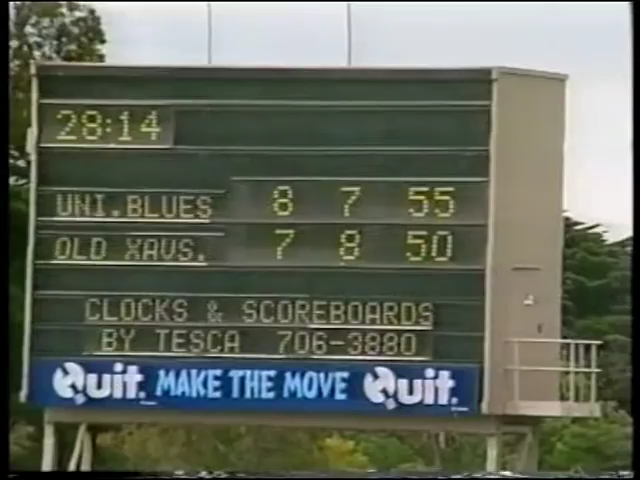 28:14
UNI.BLUES 8 7 55
OLD XAVS. 7 8 50
CLOCKS & SCOREBOARDS
BY TESCA 706-3880
Quit. MAKE THE MOVE Quit.